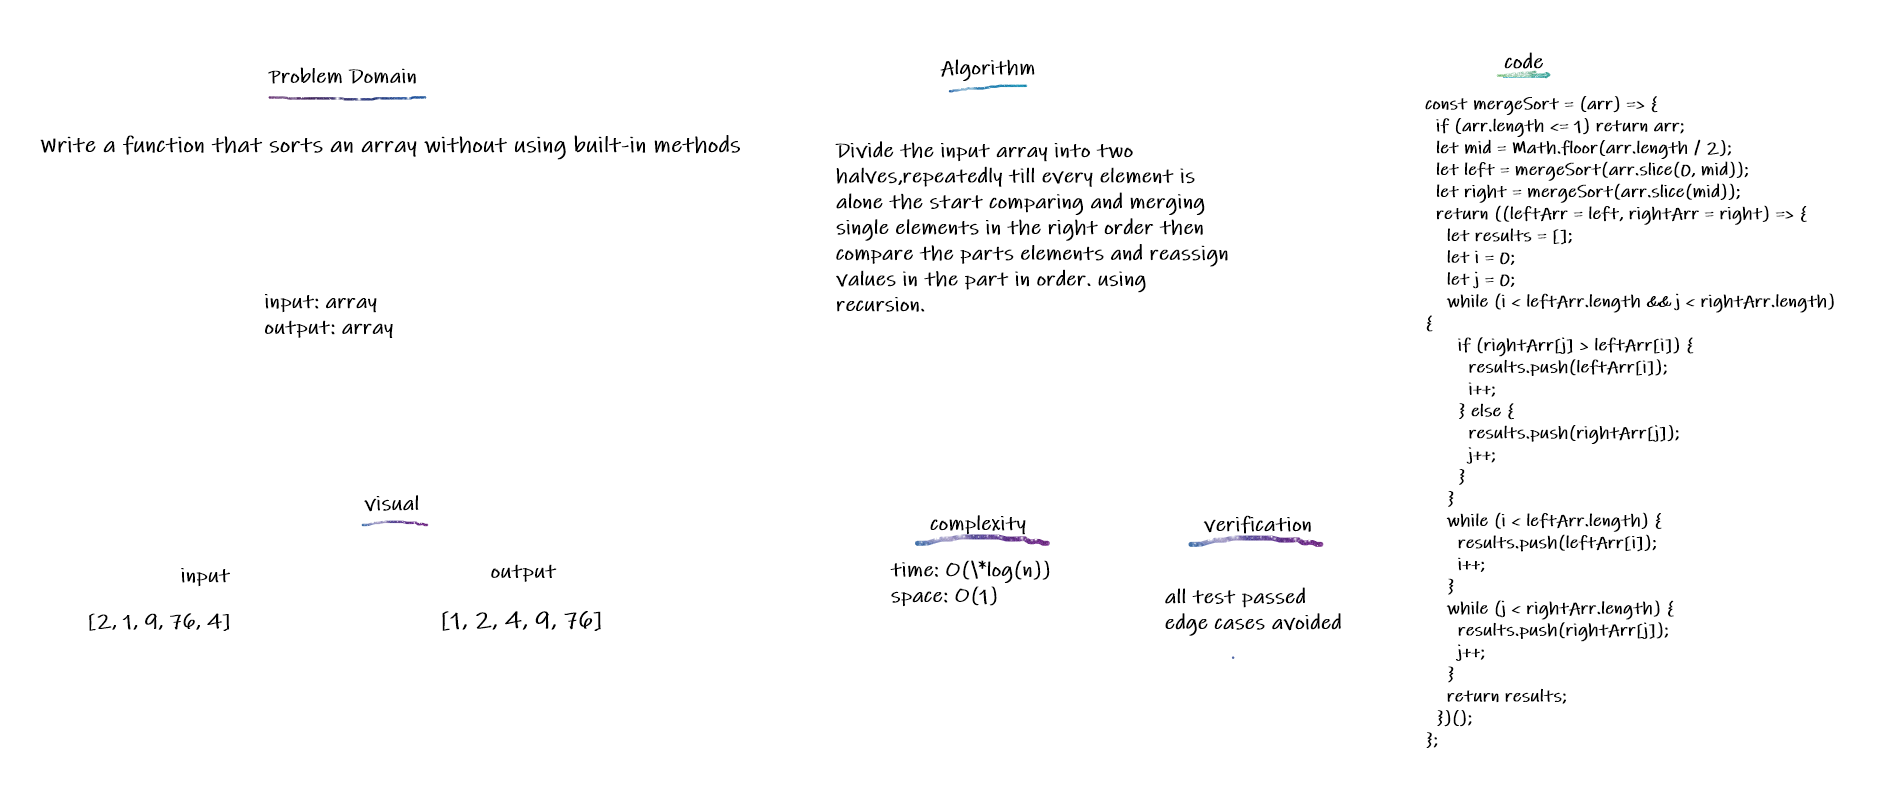 Problem Domain
Write a function that sorts an array without using built-in methods
input: array
output: array
visual
input
output
[2, 1, 9, 76, 4]
[1, 2, 4, 9, 76]
Algorithm
Divide the input array into two
halves,repeatedly till every element is
alone the start comparing and merging
single elements in the right order then
compare the parts elements and reassign
values in the part in order. using
recursion.
complexity
time: O(\*log(n))
space: O(1)
verification
all test passed
edge cases avoided
code
const mergeSort = (arr) => {
if (arr.length <= 1) return arr;
let mid = Math.floor(arr.length / 2);
let left = mergeSort(arr.slice(0, mid));
let right = mergeSort(arr.slice(mid));
return ((leftArr = left, rightArr = right) => {
let results = [];
let i = 0;
let j = 0;
while (i < leftArr.length && j < rightArr.length)
{
if (rightArr[j] > leftArr[i]) {
results.push(leftArr[i]);
i++;
} else {
results.push(rightArr[j]);
j++;
}
}
while (i < leftArr.length) {
results.push(leftArr[i]);
i++;
}
while (j < rightArr.length) {
results.push(rightArr[j]);
j++;
}
return results;
})();
};